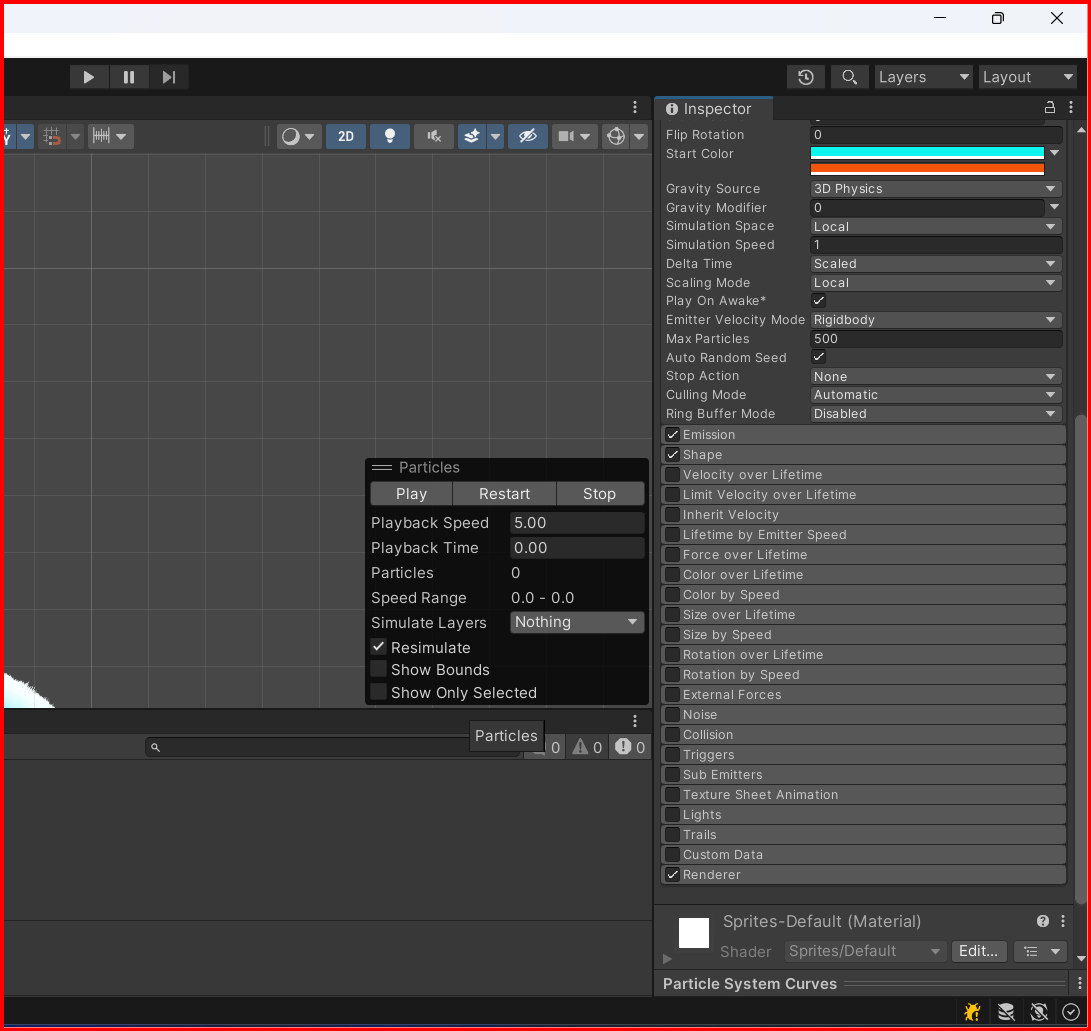 Layers
Layout
Inspector
2D
Flip Rotation 0
Start Color
Gravity Source 3D Physics
Gravity Modifier 0
Simulation Space Local
Simulation Speed 1
Delta Time Scaled
Scaling Mode Local
Play On Awake*
Emitter Velocity Mode Rigidbody
Max Particles 500
Auto Random Seed
Stop Action None
Culling Mode Automatic
Ring Buffer Mode Disabled
Emission
Shape
Velocity over Lifetime
Limit Velocity over Lifetime
Inherit Velocity
Lifetime by Emitter Speed
Force over Lifetime
Color over Lifetime
Color by Speed
Size over Lifetime
Size by Speed
Rotation over Lifetime
Rotation by Speed
External Forces
Noise
Collision
Triggers
Sub Emitters
Texture Sheet Animation
Lights
Trails
Custom Data
Renderer
Particles
Play Restart Stop
Playback Speed 5.00
Playback Time 0.00
Particles 0
Speed Range 0.0 - 0.0
Simulate Layers Nothing
Resimulate
Show Bounds
Show Only Selected
Particles
0 0 0
Sprites-Default (Material)
Shader Sprites/Default Edit...
Particle System Curves